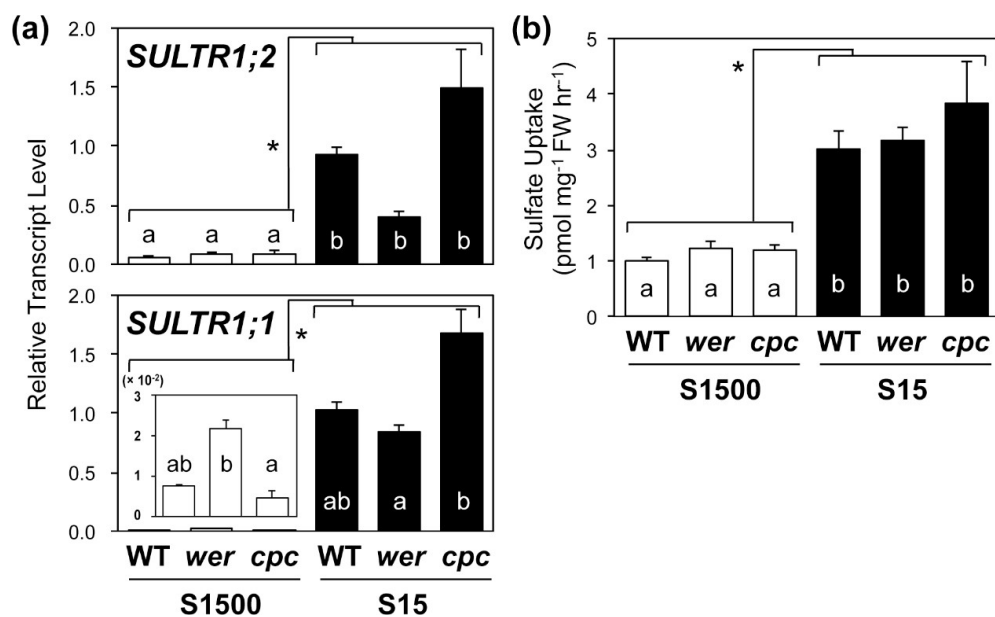 (a)
Relative Transcript Level
SULTR1;2
2.0
1.5
1.0
0.5
0.0
*
a a a b b b
SULTR1;1
2.0
1.5
1.0
0.5
0.0
*
(× 10⁻²)
3
2
1
0
ab b a
ab a b
WT wer cpc WT wer cpc
S1500 S15
(b)
Sulfate Uptake
(pmol mg⁻¹ FW hr⁻¹)
5
4
3
2
1
0
*
a a a b b b
WT wer cpc WT wer cpc
S1500 S15